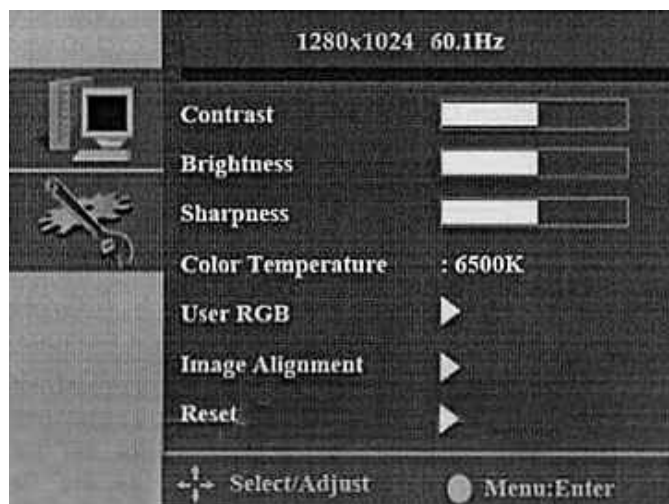 1280x1024 60.1Hz
Contrast
Brightness
Sharpness
Color Temperature : 6500K
User RGB
Image Alignment
Reset
Select/Adjust Menu:Enter